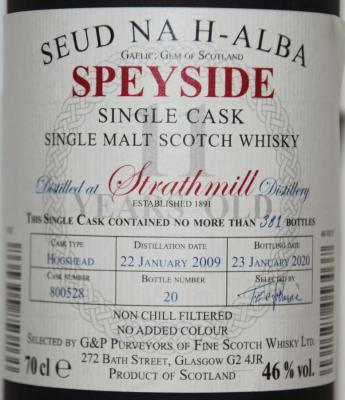 SEUD NA H-ALBA
GAELIC: GEM OF SCOTLAND
SPEYSIDE
SINGLE CASK
SINGLE MALT SCOTCH WHISKY
11
YEARS OLD
Distilled at Strathmill Distillery
ESTABLISHED 1891
THIS SINGLE CASK CONTAINED NO MORE THAN 381 BOTTLES
CASK TYPE DISTILLATION DATE BOTTLING DATE
HOGSHEAD 22 JANUARY 2009 23 JANUARY 2020
CASK NUMBER BOTTLE NUMBER SELECTED BY
800528 20
NON CHILL FILTERED
NO ADDED COLOUR
SELECTED BY G&P PURVEYORS OF FINE SCOTCH WHISKY LTD.
70 cl e 272 BATH STREET, GLASGOW G2 4JR 46 % vol.
PRODUCT OF SCOTLAND